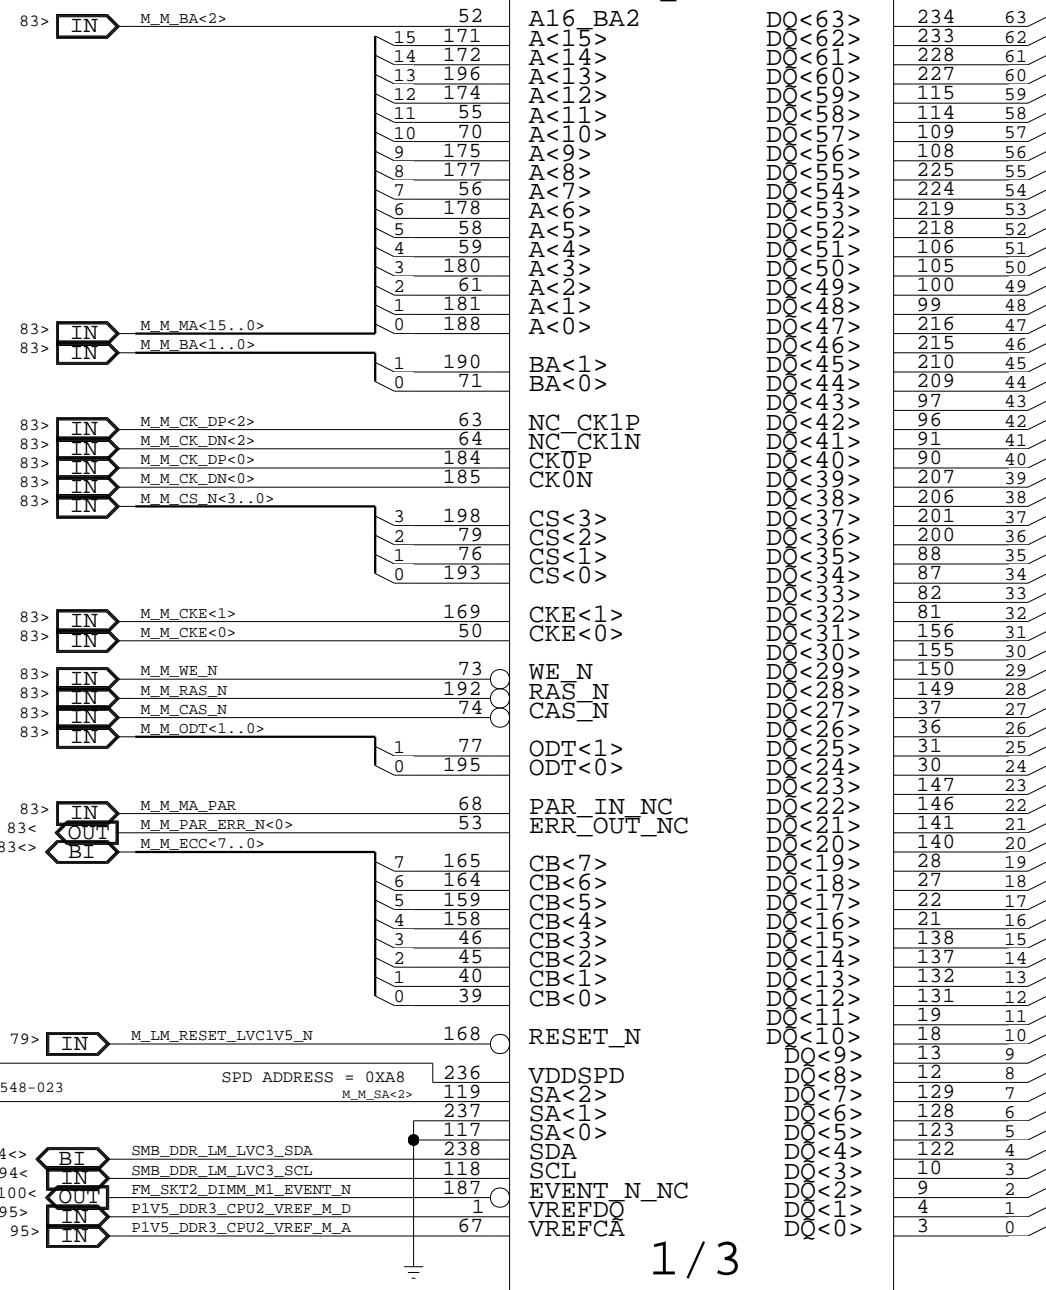 83> IN M_M_BA<2> 52 A16_BA2 DQ<63> 234 63
15 171 A<15> DQ<62> 233 62
14 172 A<14> DQ<61> 228 61
13 196 A<13> DQ<60> 227 60
12 174 A<12> DQ<59> 115 59
11 55 A<11> DQ<58> 114 58
10 70 A<10> DQ<57> 109 57
9 175 A<9> DQ<56> 108 56
8 177 A<8> DQ<55> 225 55
7 56 A<7> DQ<54> 224 54
6 178 A<6> DQ<53> 219 53
5 58 A<5> DQ<52> 218 52
4 59 A<4> DQ<51> 106 51
3 180 A<3> DQ<50> 105 50
2 61 A<2> DQ<49> 100 49
1 181 A<1> DQ<48> 99 48
83> IN M_M_MA<15..0> 0 188 A<0> DQ<47> 216 47
83> IN M_M_BA<1..0> DQ<46> 215 46
1 190 BA<1> DQ<45> 210 45
0 71 BA<0> DQ<44> 209 44
DQ<43> 97 43
83> IN M_M_CK_DP<2> 63 NC_CK1P DQ<42> 96 42
83> IN M_M_CK_DN<2> 64 NC_CK1N DQ<41> 91 41
83> IN M_M_CK_DP<0> 184 CK0P DQ<40> 90 40
83> IN M_M_CK_DN<0> 185 CK0N DQ<39> 207 39
83> IN M_M_CS_N<3..0> DQ<38> 206 38
3 198 CS<3> DQ<37> 201 37
2 79 CS<2> DQ<36> 200 36
1 76 CS<1> DQ<35> 88 35
0 193 CS<0> DQ<34> 87 34
DQ<33> 82 33
83> IN M_M_CKE<1> 169 CKE<1> DQ<32> 81 32
83> IN M_M_CKE<0> 50 CKE<0> DQ<31> 156 31
DQ<30> 155 30
83> IN M_M_WE_N 73 WE_N DQ<29> 150 29
83> IN M_M_RAS_N 192 RAS_N DQ<28> 149 28
83> IN M_M_CAS_N 74 CAS_N DQ<27> 37 27
83> IN M_M_ODT<1..0> DQ<26> 36 26
1 77 ODT<1> DQ<25> 31 25
0 195 ODT<0> DQ<24> 30 24
DQ<23> 147 23
83> IN M_M_MA_PAR 68 PAR_IN_NC DQ<22> 146 22
83< OUT M_M_PAR_ERR_N<0> 53 ERR_OUT_NC DQ<21> 141 21
83<> BI M_M_ECC<7..0> DQ<20> 140 20
7 165 CB<7> DQ<19> 28 19
6 164 CB<6> DQ<18> 27 18
5 159 CB<5> DQ<17> 22 17
4 158 CB<4> DQ<16> 21 16
3 46 CB<3> DQ<15> 138 15
2 45 CB<2> DQ<14> 137 14
1 40 CB<1> DQ<13> 132 13
0 39 CB<0> DQ<12> 131 12
DQ<11> 19 11
79> IN M_LM_RESET_LVC1V5_N 168 RESET_N DQ<10> 18 10
DQ<9> 13 9
SPD ADDRESS = 0XA8 236 VDDSPD DQ<8> 12 8
548-023 M_M_SA<2> 119 SA<2> DQ<7> 129 7
237 SA<1> DQ<6> 128 6
117 SA<0> DQ<5> 123 5
4<> BI SMB_DDR_LM_LVC3_SDA 238 SDA DQ<4> 122 4
94< IN SMB_DDR_LM_LVC3_SCL 118 SCL DQ<3> 10 3
100< OUT FM_SKT2_DIMM_M1_EVENT_N 187 EVENT_N_NC DQ<2> 9 2
95> IN P1V5_DDR3_CPU2_VREF_M_D 1 VREFDQ DQ<1> 4 1
95> IN P1V5_DDR3_CPU2_VREF_M_A 67 VREFCA DQ<0> 3 0
1/3